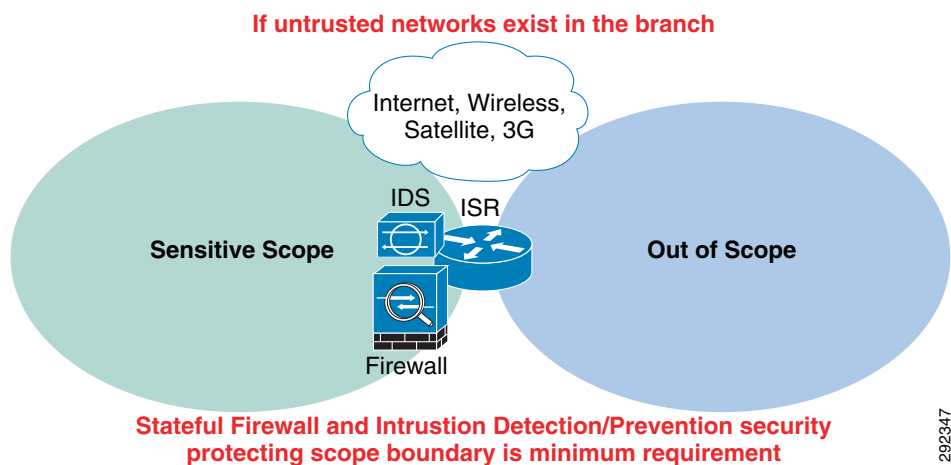 If untrusted networks exist in the branch
Internet, Wireless,
Satellite, 3G
IDS
ISR
Sensitive Scope
Out of Scope
Firewall
Stateful Firewall and Intrustion Detection/Prevention security
protecting scope boundary is minimum requirement
292347